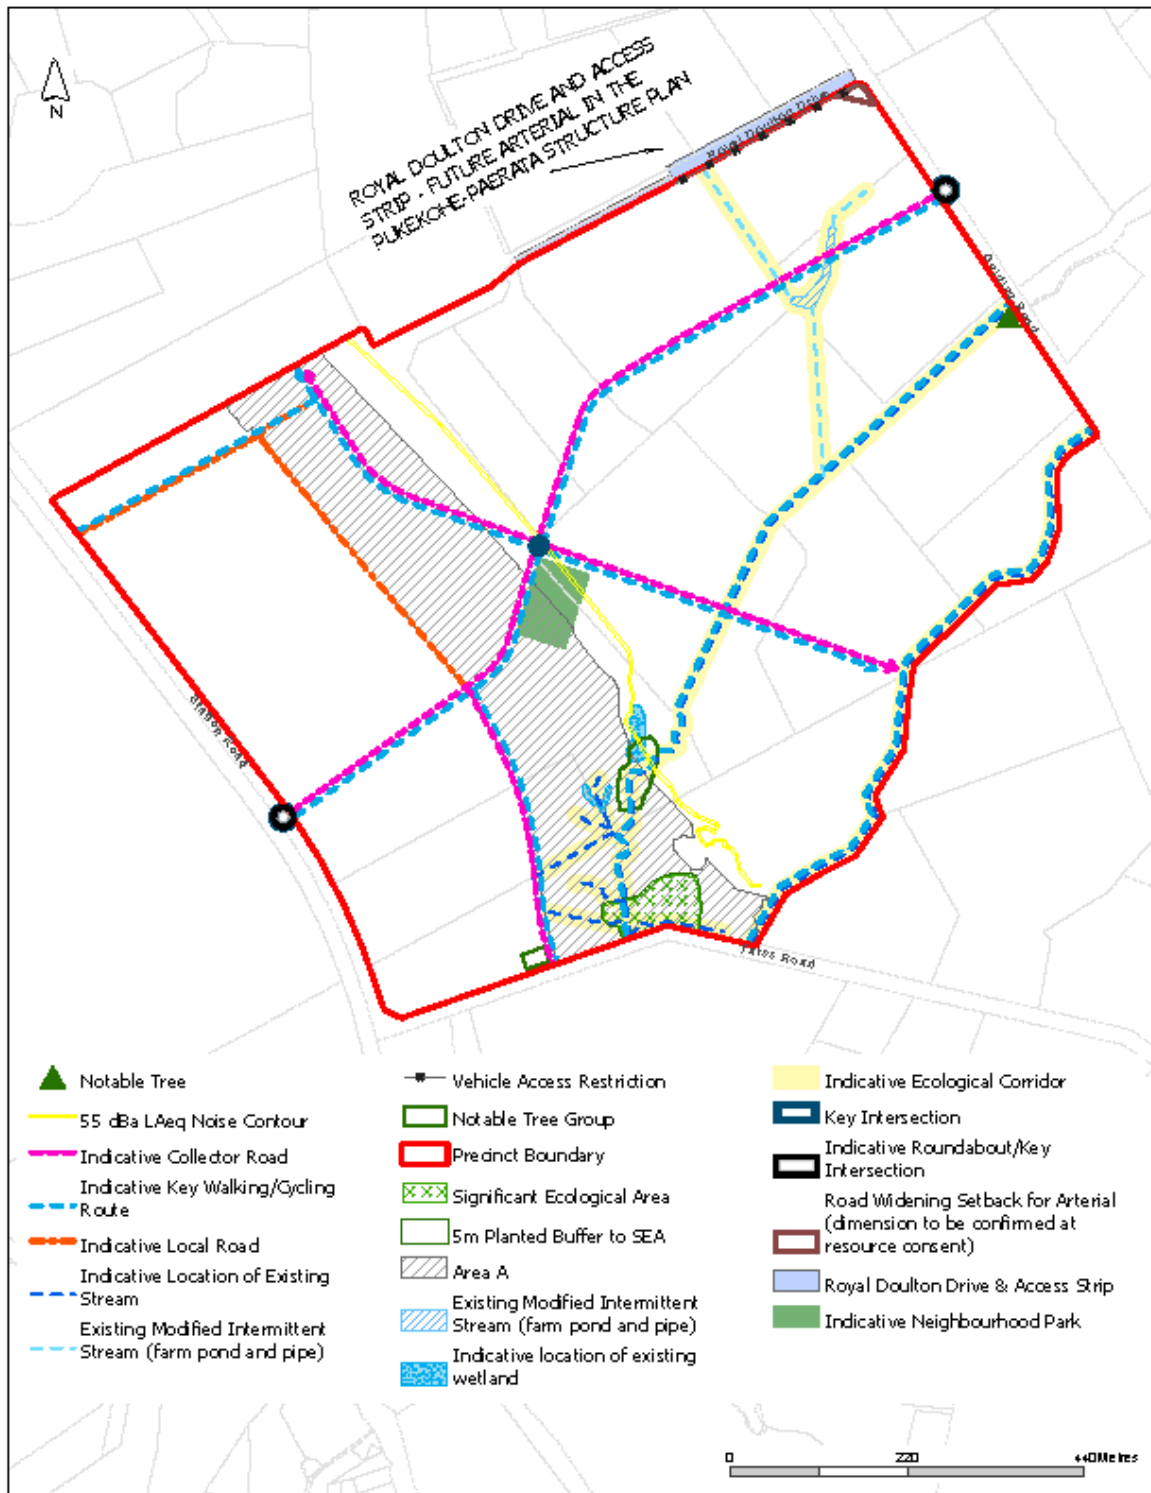 ROYAL DOULTON DRIVE AND ACCESS
STRIP - FUTURE ARTERIAL IN THE
PUKEKOHE-PAERATA STRUCTURE PLAN
N
Royal Doulton Drive
Golding Road
Station Road
Yates Road
Notable Tree
55 dBa LAeq Noise Contour
Indicative Collector Road
Indicative Key Walking/Cycling
Route
Indicative Local Road
Indicative Location of Existing
Stream
Existing Modified Intermittent
Stream (farm pond and pipe)
Vehicle Access Restriction
Notable Tree Group
Precinct Boundary
Significant Ecological Area
5m Planted Buffer to SEA
Area A
Existing Modified Intermittent
Stream (farm pond and pipe)
Indicative location of existing
wetland
Indicative Ecological Corridor
Key Intersection
Indicative Roundabout/Key
Intersection
Road Widening Setback for Arterial
(dimension to be confirmed at
resource consent)
Royal Doulton Drive & Access Strip
Indicative Neighbourhood Park
0 220 440 Metres